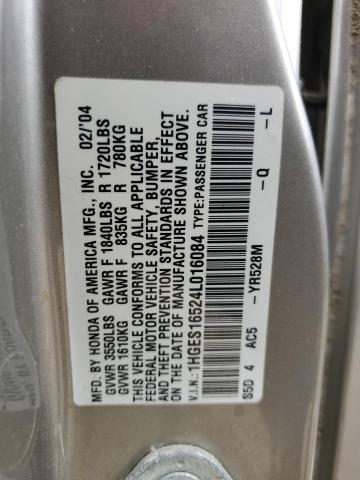 MFD. BY HONDA OF AMERICA MFG., INC. 02/'04
GVWR 3550LBS GAWR F 1840LBS R 1720LBS
GVWR 1610KG GAWR F 835KG R 780KG
THIS VEHICLE CONFORMS TO ALL APPLICABLE
FEDERAL MOTOR VEHICLE SAFETY, BUMPER,
AND THEFT PREVENTION STANDARDS IN EFFECT
ON THE DATE OF MANUFACTURE SHOWN ABOVE.
V.I.N.:1HGES16524L016084 TYPE:PASSENGER CAR
S5D 4 AC5 -YR528M -Q -L